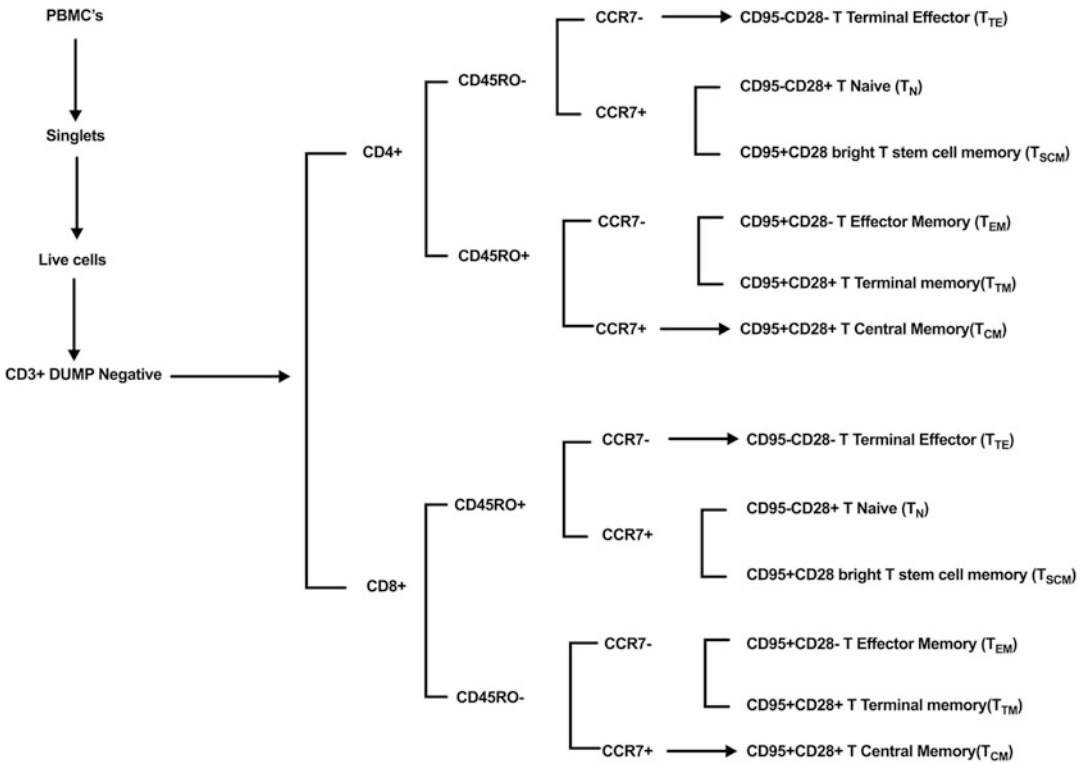 PBMC's
Singlets
Live cells
CD3+ DUMP Negative
CD4+
CD45RO-
CCR7-
CD95-CD28- T Terminal Effector (TTE)
CCR7+
CD95-CD28+ T Naive (TN)
CD95+CD28 bright T stem cell memory (TSCM)
CD45RO+
CCR7-
CD95+CD28- T Effector Memory (TEM)
CD95+CD28+ T Terminal memory(TTM)
CCR7+
CD95+CD28+ T Central Memory(TCM)
CD8+
CD45RO+
CCR7-
CD95-CD28- T Terminal Effector (TTE)
CCR7+
CD95-CD28+ T Naive (TN)
CD95+CD28 bright T stem cell memory (TSCM)
CD45RO-
CCR7-
CD95+CD28- T Effector Memory (TEM)
CD95+CD28+ T Terminal memory(TTM)
CCR7+
CD95+CD28+ T Central Memory(TCM)